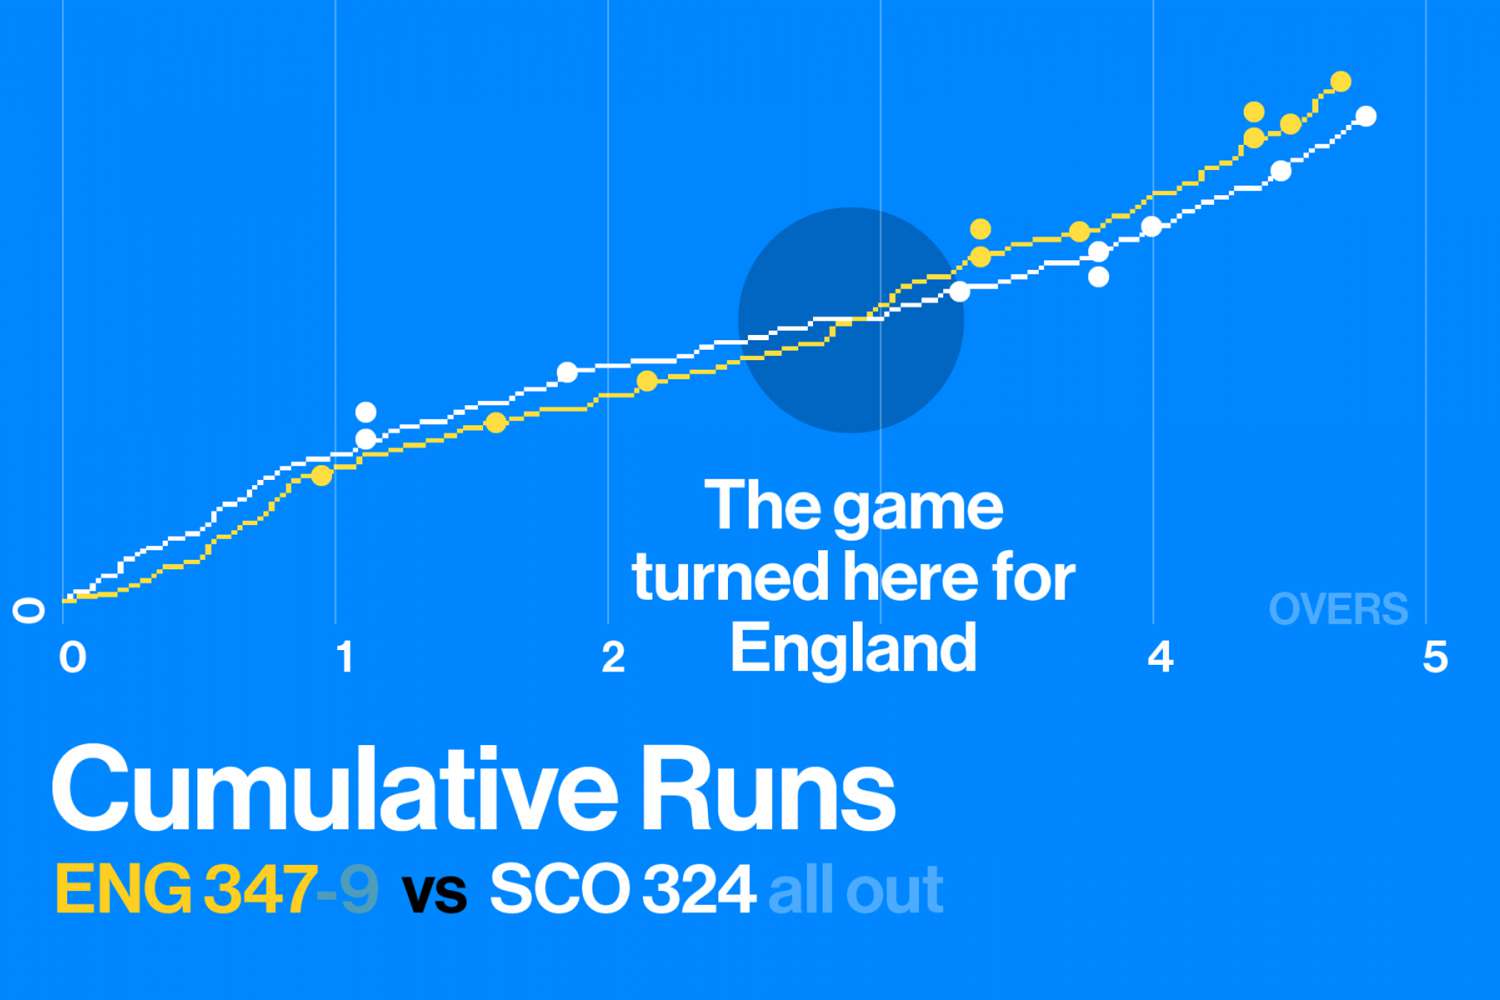 The game
turned here for
England
OVERS
0
0 1 2 4 5
Cumulative Runs
ENG 347-9 vs SCO 324 all out